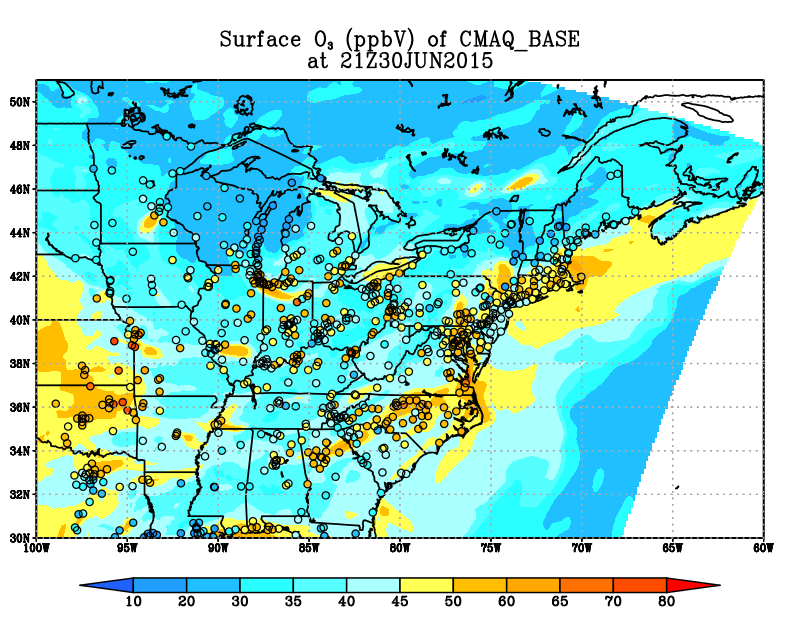 Surface O₃ (ppbV) of CMAQ_BASE
at 21Z30JUN2015
50N
48N
46N
44N
42N
40N
38N
36N
34N
32N
30N
100W 95W 90W 85W 80W 75W 70W 65W 60W
10 20 30 35 40 45 50 60 65 70 80